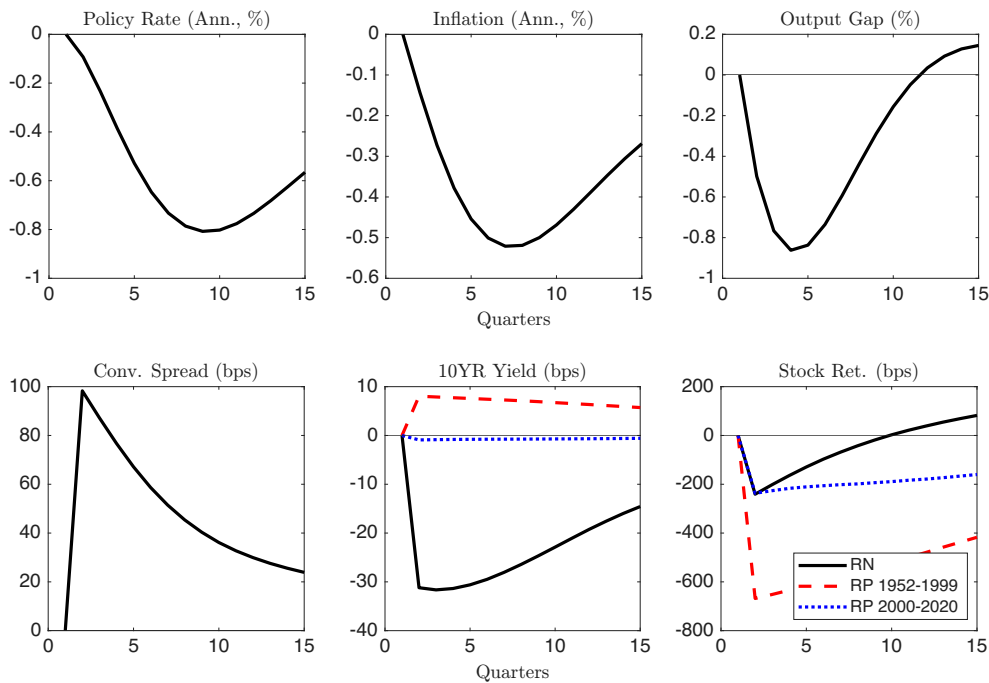 Policy Rate (Ann., %)
0
-0.2
-0.4
-0.6
-0.8
-1
0 5 10 15
Inflation (Ann., %)
0
-0.1
-0.2
-0.3
-0.4
-0.5
-0.6
0 5 10 15
Quarters
Output Gap (%)
0.2
0
0.2
-0.4
-0.6
-0.8
-1
0 5 10 15
Conv. Spread (bps)
100
80
60
40
20
0
0 5 10 15
10YR Yield (bps)
10
0
-10
-20
-30
-40
0 5 10 15
Quarters
Stock Ret. (bps)
200
0
-200
-400
-600
-800
0 5 10 15
RN
RP 1952-1999
RP 2000-2020